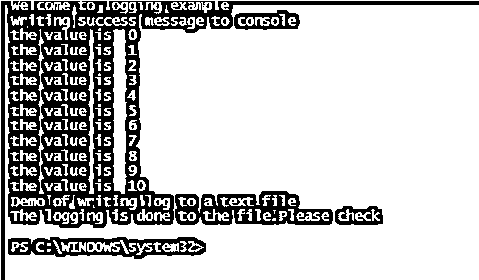 Welcome to logging example
Writing success message to console
the value is  0
the value is  1
the value is  2
the value is  3
the value is  4
the value is  5
the value is  6
the value is  7
the value is  8
the value is  9
the value is  10
Demo of writing log to a text file
The logging is done to the file.Please check
PS C:\WINDOWS\system32>